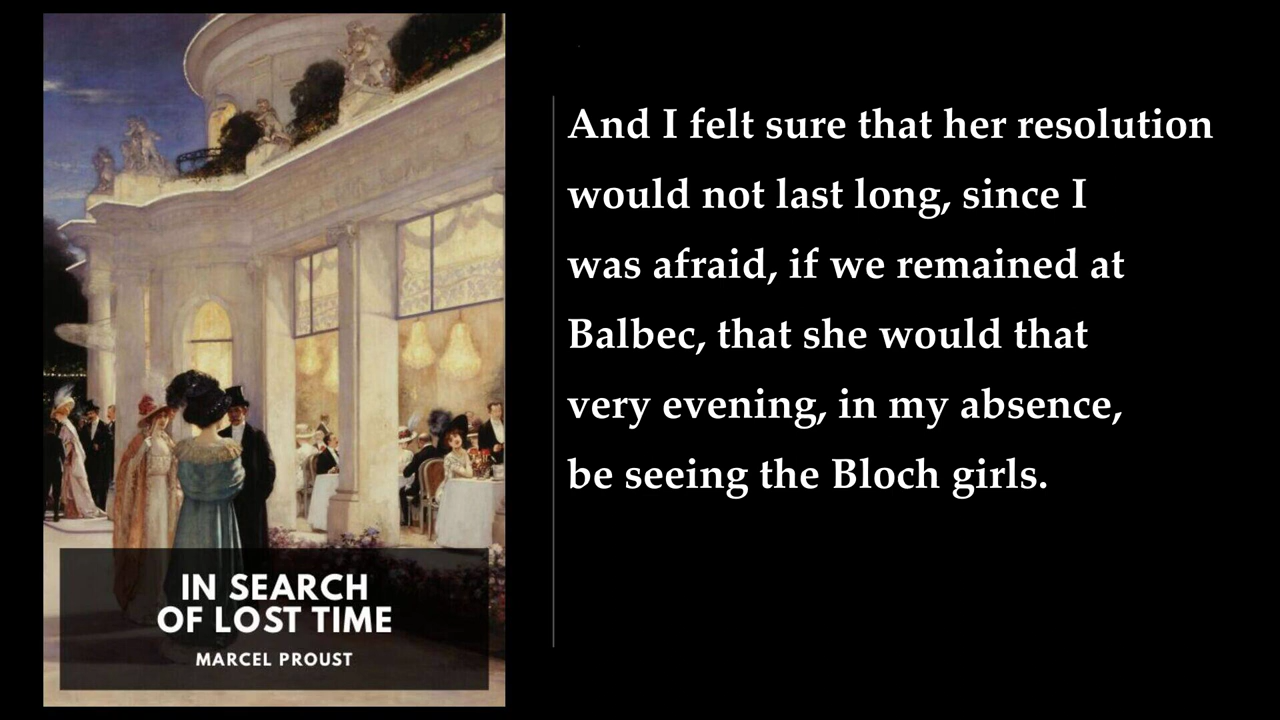 And I felt sure that her resolution
would not last long, since I
was afraid, if we remained at
Balbec, that she would that
very evening, in my absence,
be seeing the Bloch girls.
IN SEARCH
OF LOST TIME
MARCEL PROUST